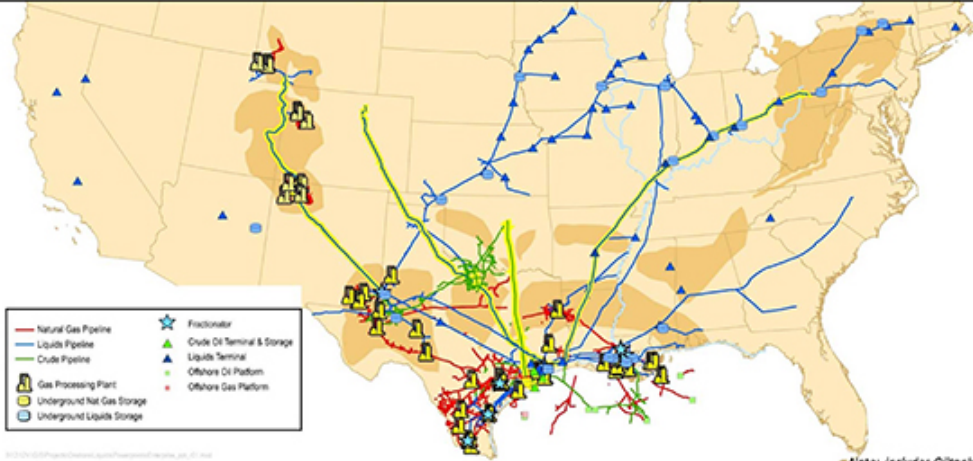 Natural Gas Pipeline
Liquids Pipeline
Crude Pipeline
Gas Processing Plant
Underground Nat Gas Storage
Underground Liquids Storage
Fractionator
Crude Oil Terminal & Storage
Liquids Terminal
Offshore Oil Platform
Offshore Gas Platform